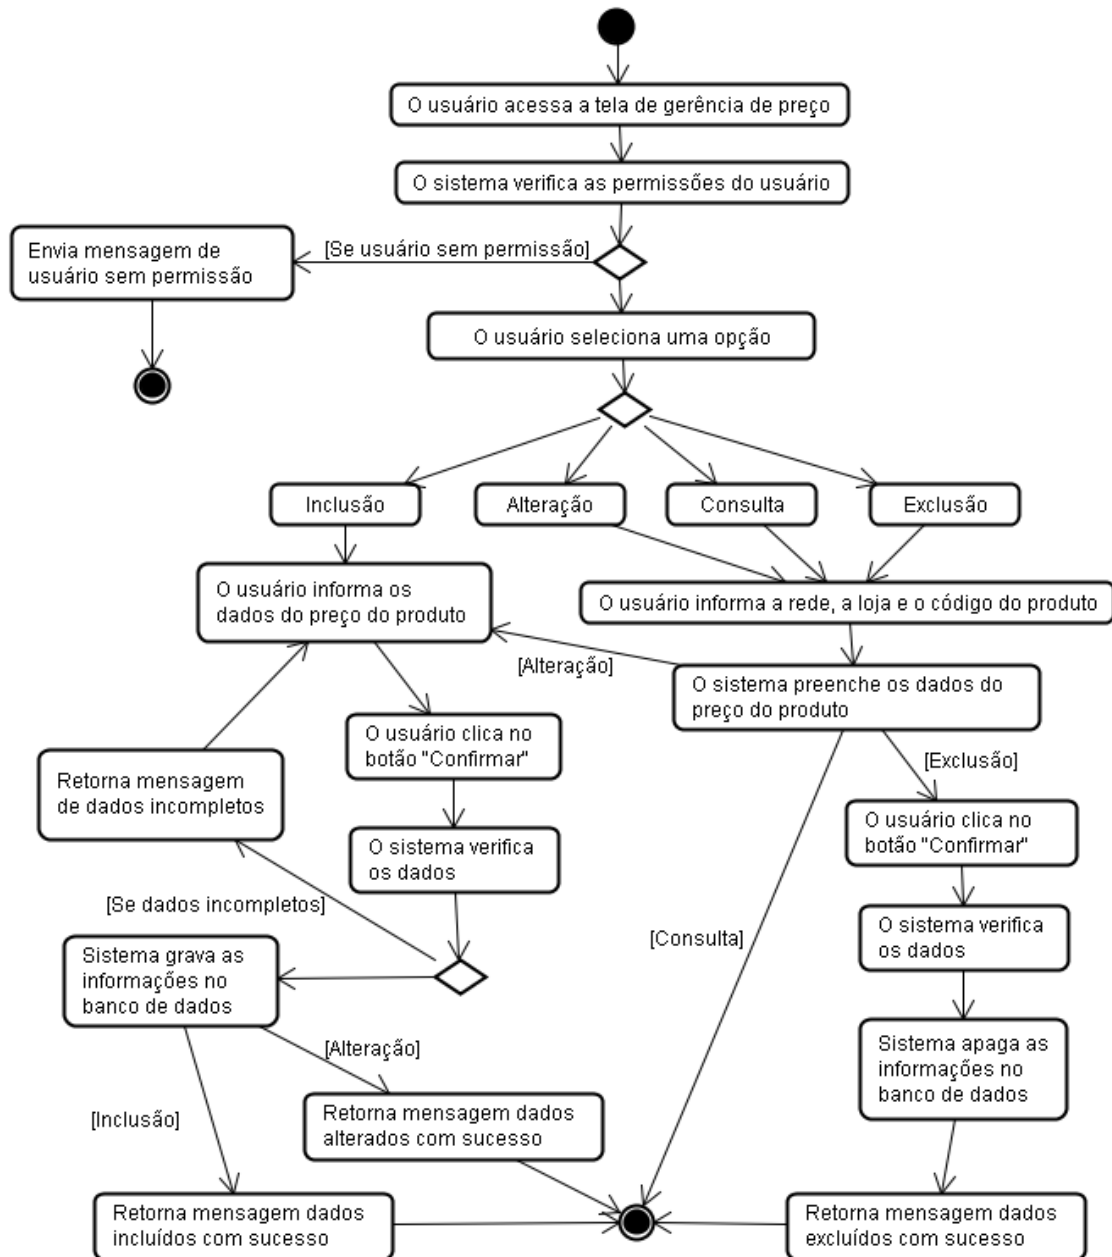 O usuário acessa a tela de gerência de preço
O sistema verifica as permissões do usuário
[Se usuário sem permissão]
Envia mensagem de
usuário sem permissão
O usuário seleciona uma opção
Inclusão
Alteração
Consulta
Exclusão
O usuário informa os
dados do preço do produto
O usuário informa a rede, a loja e o código do produto
[Alteração]
O sistema preenche os dados do
preço do produto
O usuário clica no
botão "Confirmar"
[Exclusão]
Retorna mensagem
de dados incompletos
O usuário clica no
botão "Confirmar"
O sistema verifica
os dados
[Se dados incompletos]
[Consulta]
O sistema verifica
os dados
Sistema grava as
informações no
banco de dados
[Alteração]
Sistema apaga as
informações no
banco de dados
[Inclusão]
Retorna mensagem dados
alterados com sucesso
Retorna mensagem dados
incluídos com sucesso
Retorna mensagem dados
excluídos com sucesso